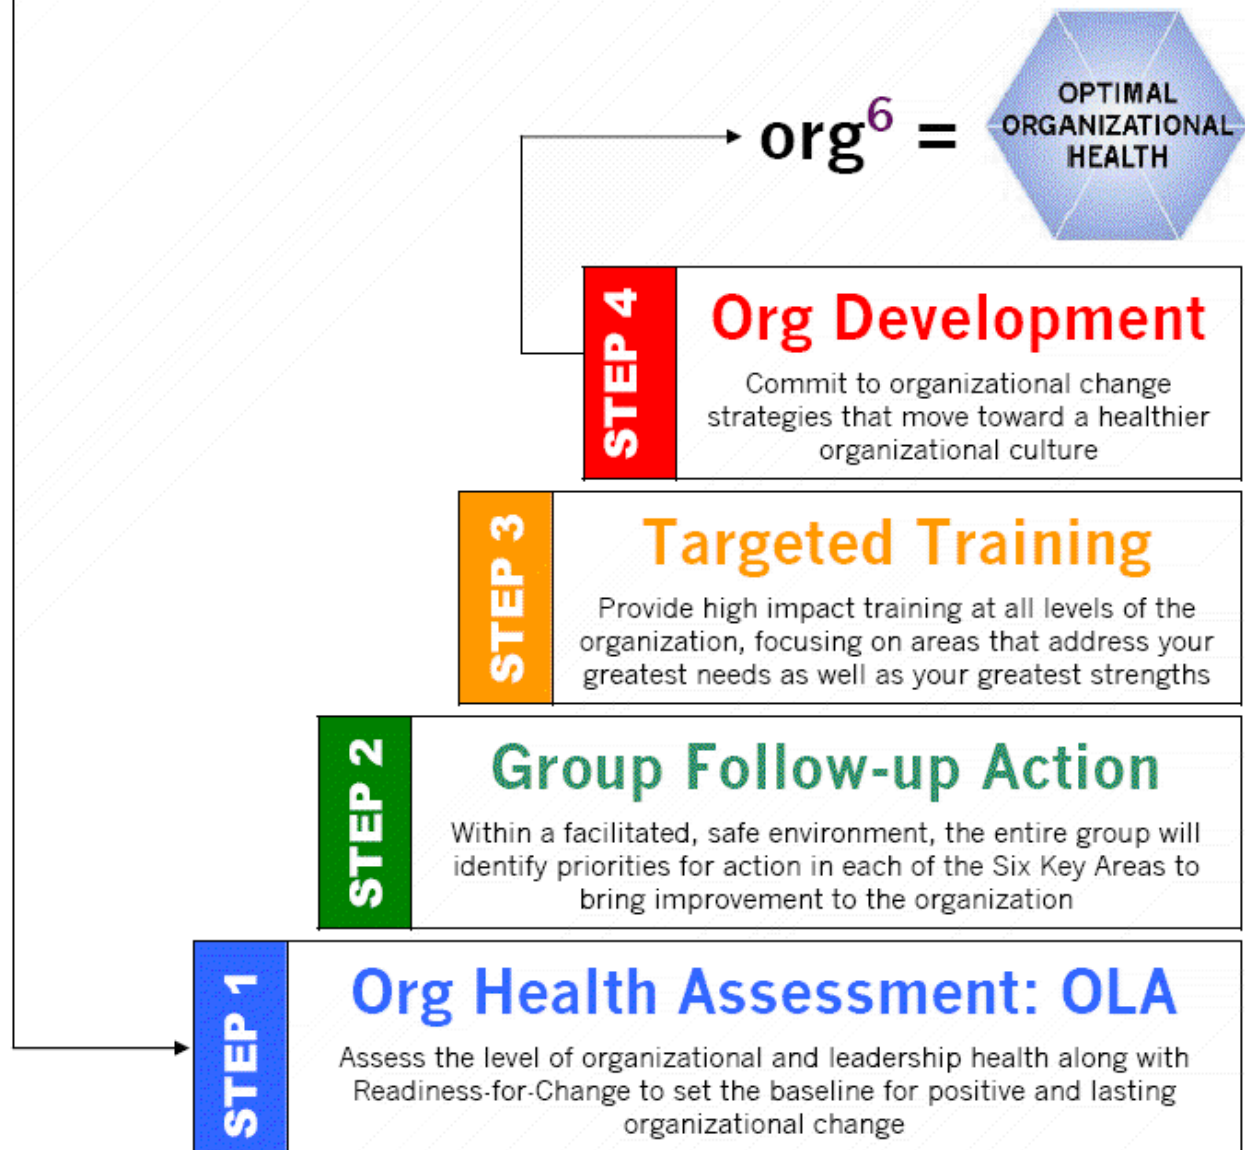 org6 =
OPTIMAL
ORGANIZATIONAL
HEALTH
STEP 4
Org Development
Commit to organizational change
strategies that move toward a healthier
organizational culture
STEP 3
Targeted Training
Provide high impact training at all levels of the
organization, focusing on areas that address your
greatest needs as well as your greatest strengths
STEP 2
Group Follow-up Action
Within a facilitated, safe environment, the entire group will
identify priorities for action in each of the Six Key Areas to
bring improvement to the organization
STEP 1
Org Health Assessment: OLA
Assess the level of organizational and leadership health along with
Readiness-for-Change to set the baseline for positive and lasting
organizational change